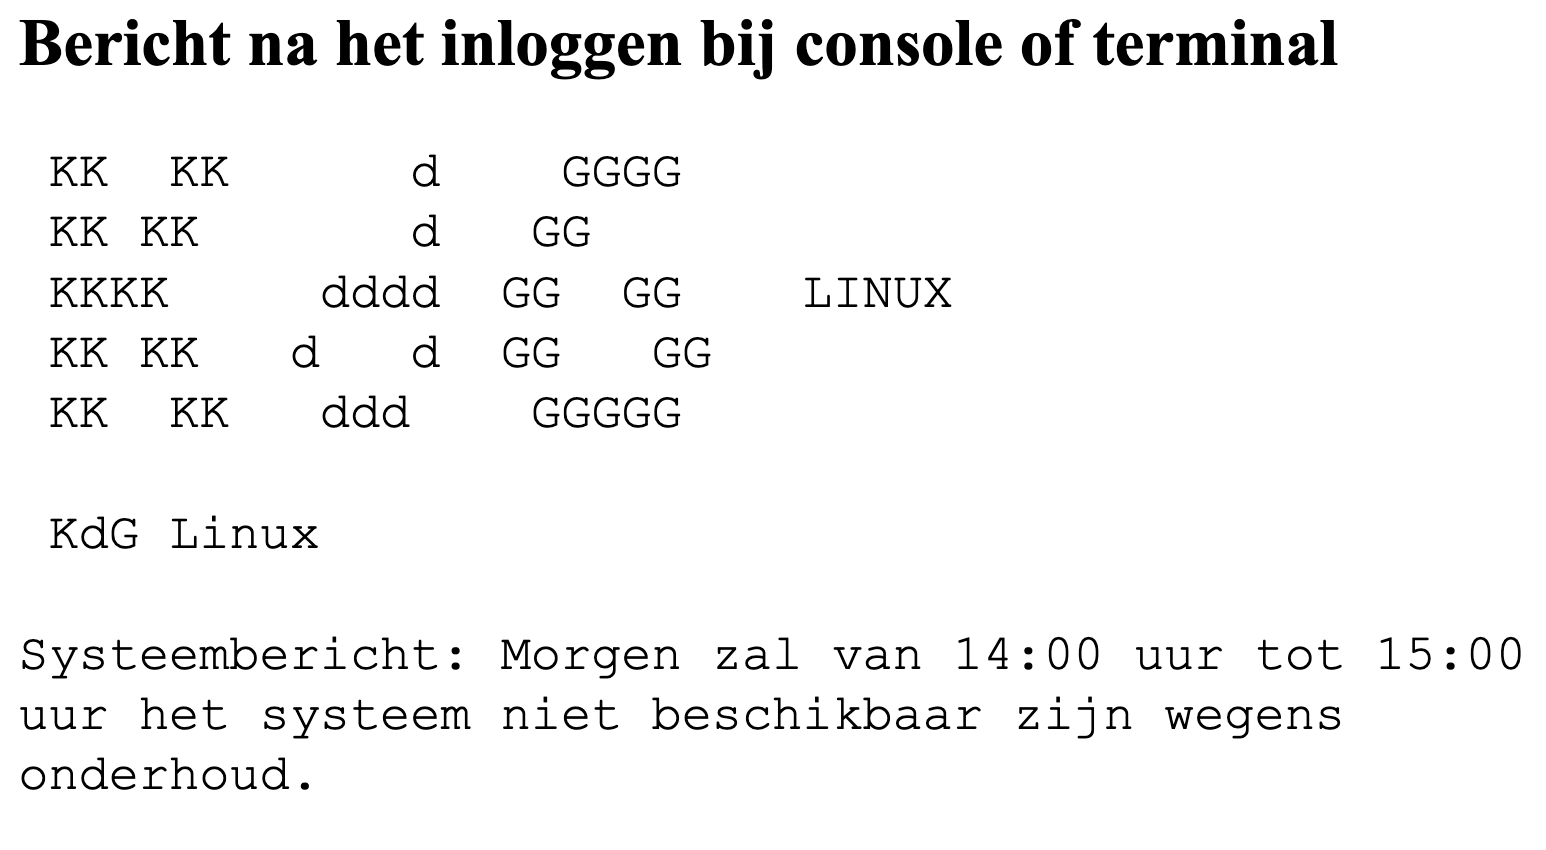 Bericht na het inloggen bij console of terminal
 KK  KK      d    GGGG
 KK KK       d   GG
 KKKK     dddd  GG  GG    LINUX
 KK KK   d   d  GG   GG
 KK  KK   ddd    GGGGG
 KdG Linux
Systeembericht: Morgen zal van 14:00 uur tot 15:00
uur het systeem niet beschikbaar zijn wegens
onderhoud.